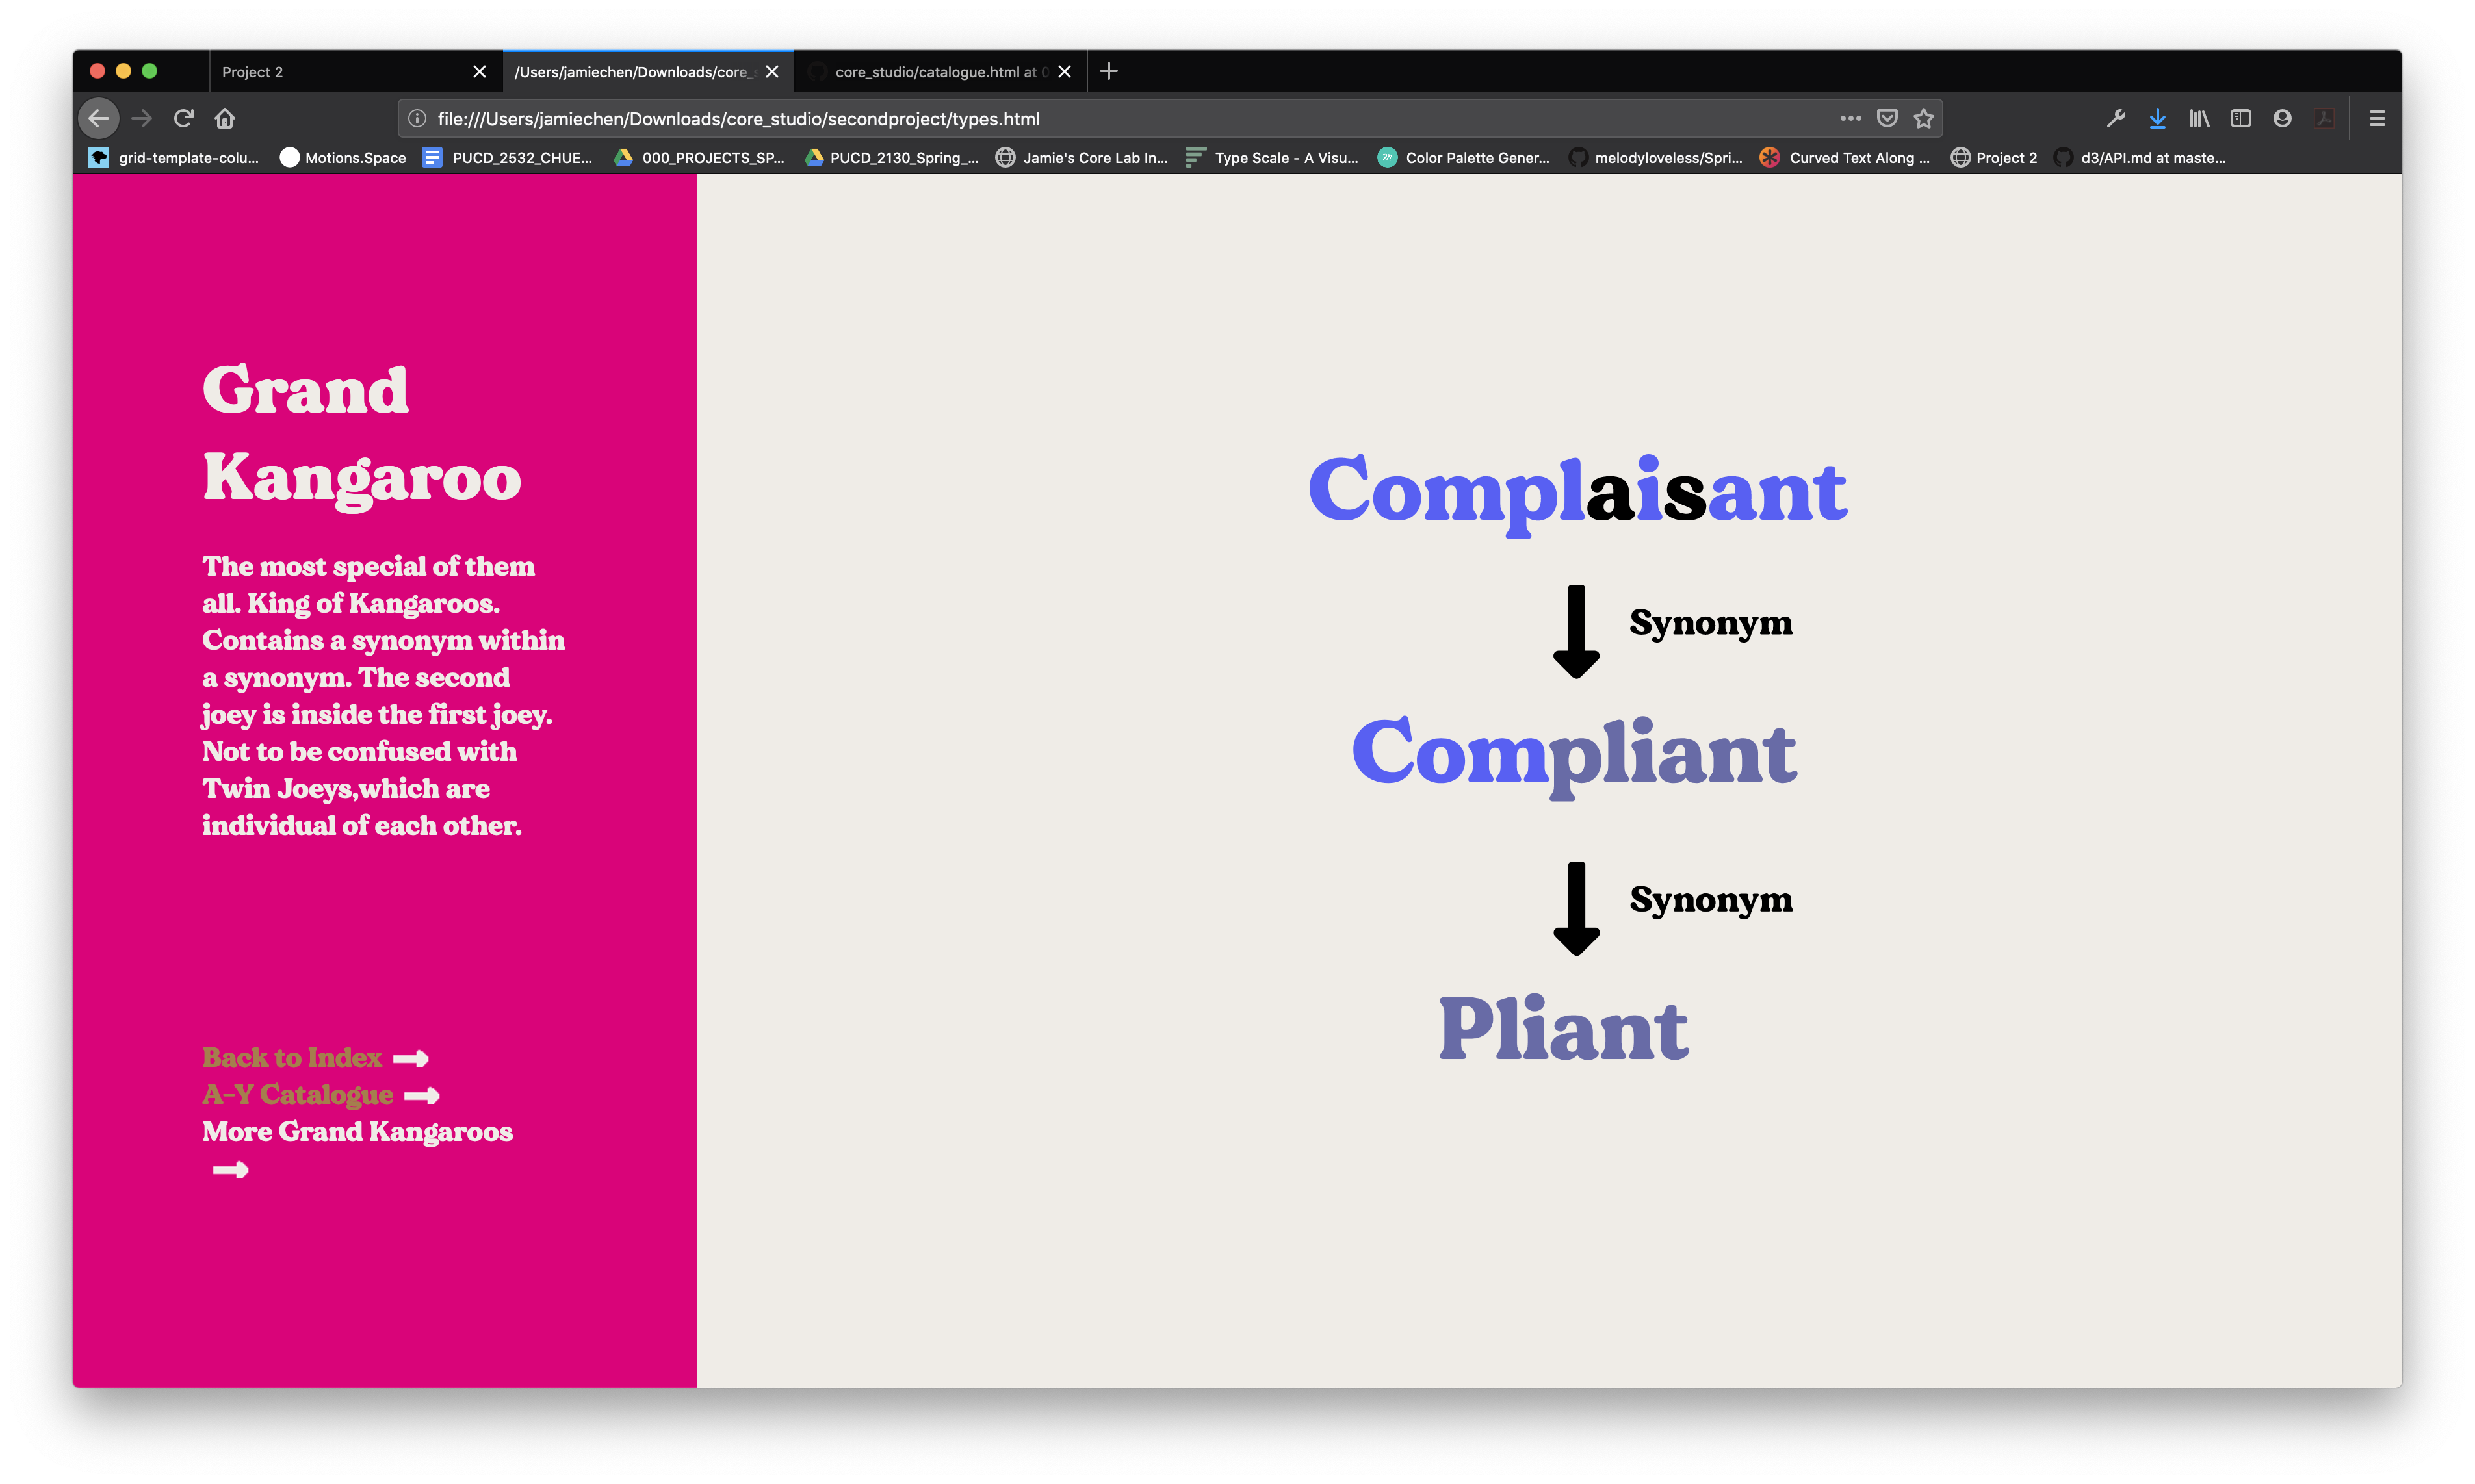 Project 2
/Users/jamiechen/Downloads/core_s
core_studio/catalogue.html at 0
file:///Users/jamiechen/Downloads/core_studio/secondproject/types.html
grid-template-colu... Motions.Space PUCD_2532_CHUE... 000_PROJECTS_SP... PUCD_2130_Spring_... Jamie's Core Lab In... Type Scale - A Visu... Color Palette Gener... melodyloveless/Spri... Curved Text Along ... Project 2 d3/API.md at maste...
Grand
Kangaroo
The most special of them
all. King of Kangaroos.
Contains a synonym within
a synonym. The second
joey is inside the first joey.
Not to be confused with
Twin Joeys,which are
individual of each other.
Back to Index
A-Y Catalogue
More Grand Kangaroos
Complaisant
Synonym
Compliant
Synonym
Pliant